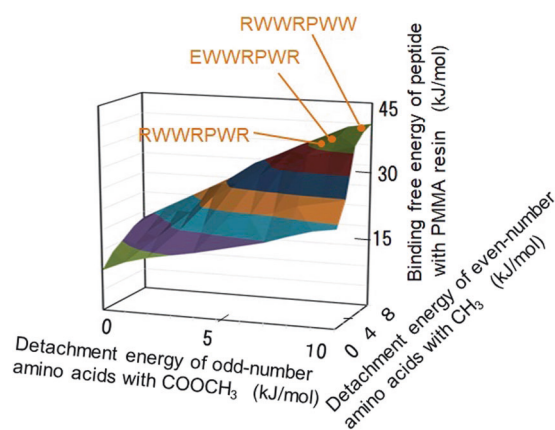 RWWRPWW
EWWRPWR
RWWRPWR
45
30
15
Binding free energy of peptide
with PMMA resin (kJ/mol)
0
5
10
Detachment energy of odd-number
amino acids with COOCH₃ (kJ/mol)
0
4
8
Detachment energy of even-number
amino acids with CH₃ (kJ/mol)